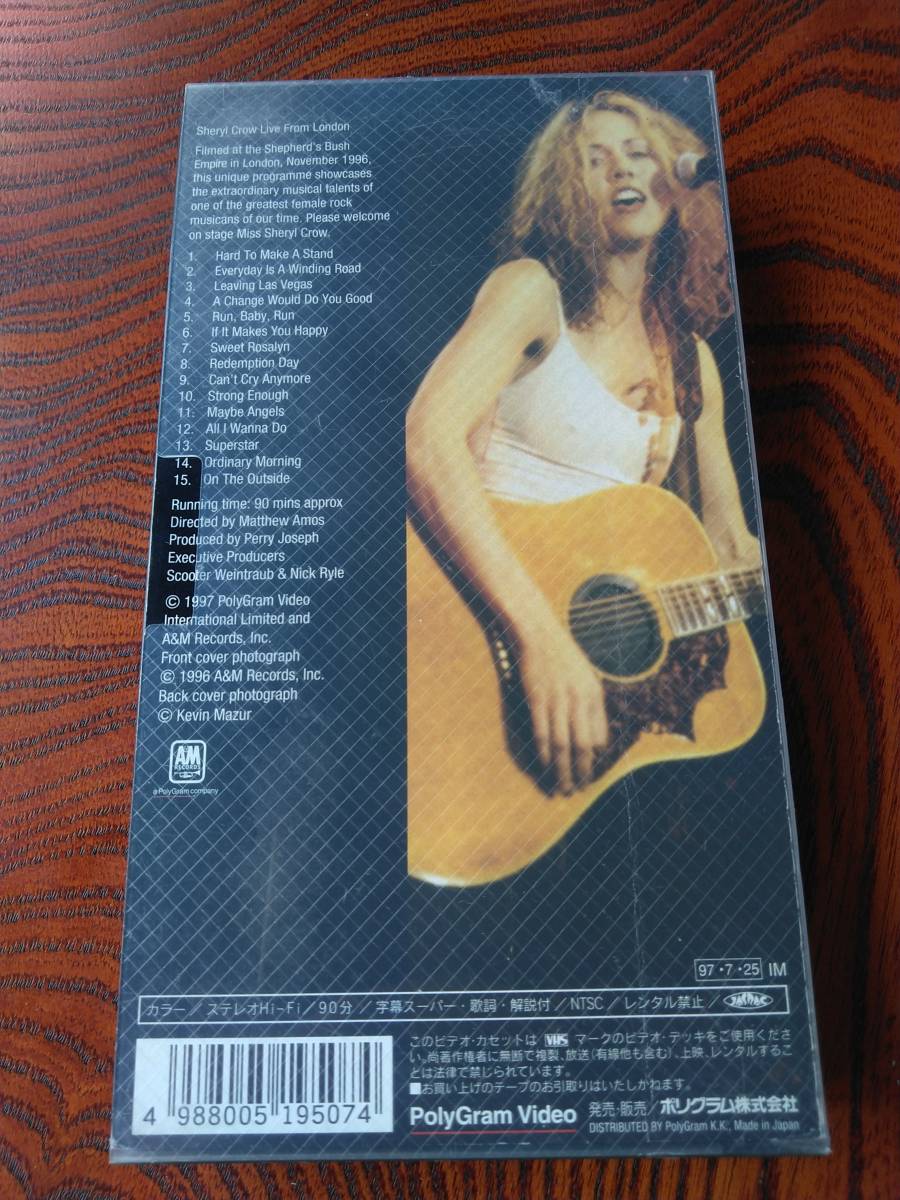 Sheryl Crow Live From London
Filmed at the Shepherd's Bush
Empire in London, November 1996,
this unique programme showcases
the extraordinary musical talents of
one of the greatest female rock
musicans of our time. Please welcome
on stage Miss Sheryl Crow.
1. Hard To Make A Stand
2. Everyday Is A Winding Road
3. Leaving Las Vegas
4. A Change Would Do You Good
5. Run, Baby, Run
6. If It Makes You Happy
7. Sweet Rosalyn
8. Redemption Day
9. Can't Cry Anymore
10. Strong Enough
11. Maybe Angels
12. All I Wanna Do
13. Superstar
14. Ordinary Morning
15. On The Outside
Running time: 90 mins approx
Directed by Matthew Amos
Produced by Perry Joseph
Executive Producers
Scooter Weintraub & Nick Ryle
© 1997 PolyGram Video
International Limited and
A&M Records, Inc.
Front cover photograph
© 1996 A&M Records, Inc.
Back cover photograph
© Kevin Mazur
A&M
RECORDS
a PolyGram company
97・7・25 IM
カラー／ステレオHi-Fi／90分／字幕スーパー・歌詞・解説付／NTSC／レンタル禁止／
このビデオ・カセットは VHS マークのビデオ・デッキをご使用くださ
い。尚著作権者に無断で複製、放送(有線他も含む)、上映、レンタルするこ
とは法律で禁じられています。
■お買い上げのテープのお引取りはいたしかねます。
4 988005 195074
PolyGram Video 発売・販売／ポリグラム株式会社
DISTRIBUTED BY PolyGram K.K., Made in Japan